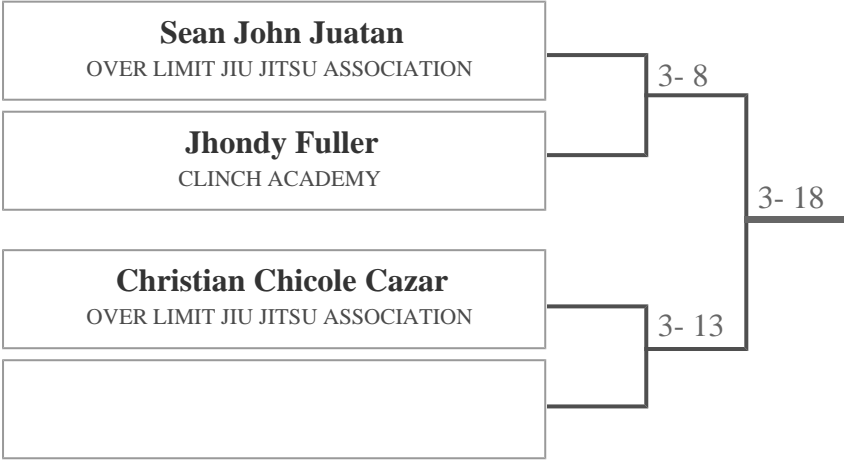 Sean John Juatan
OVER LIMIT JIU JITSU ASSOCIATION
3- 8
Jhondy Fuller
CLINCH ACADEMY
3- 18
Christian Chicole Cazar
OVER LIMIT JIU JITSU ASSOCIATION
3- 13